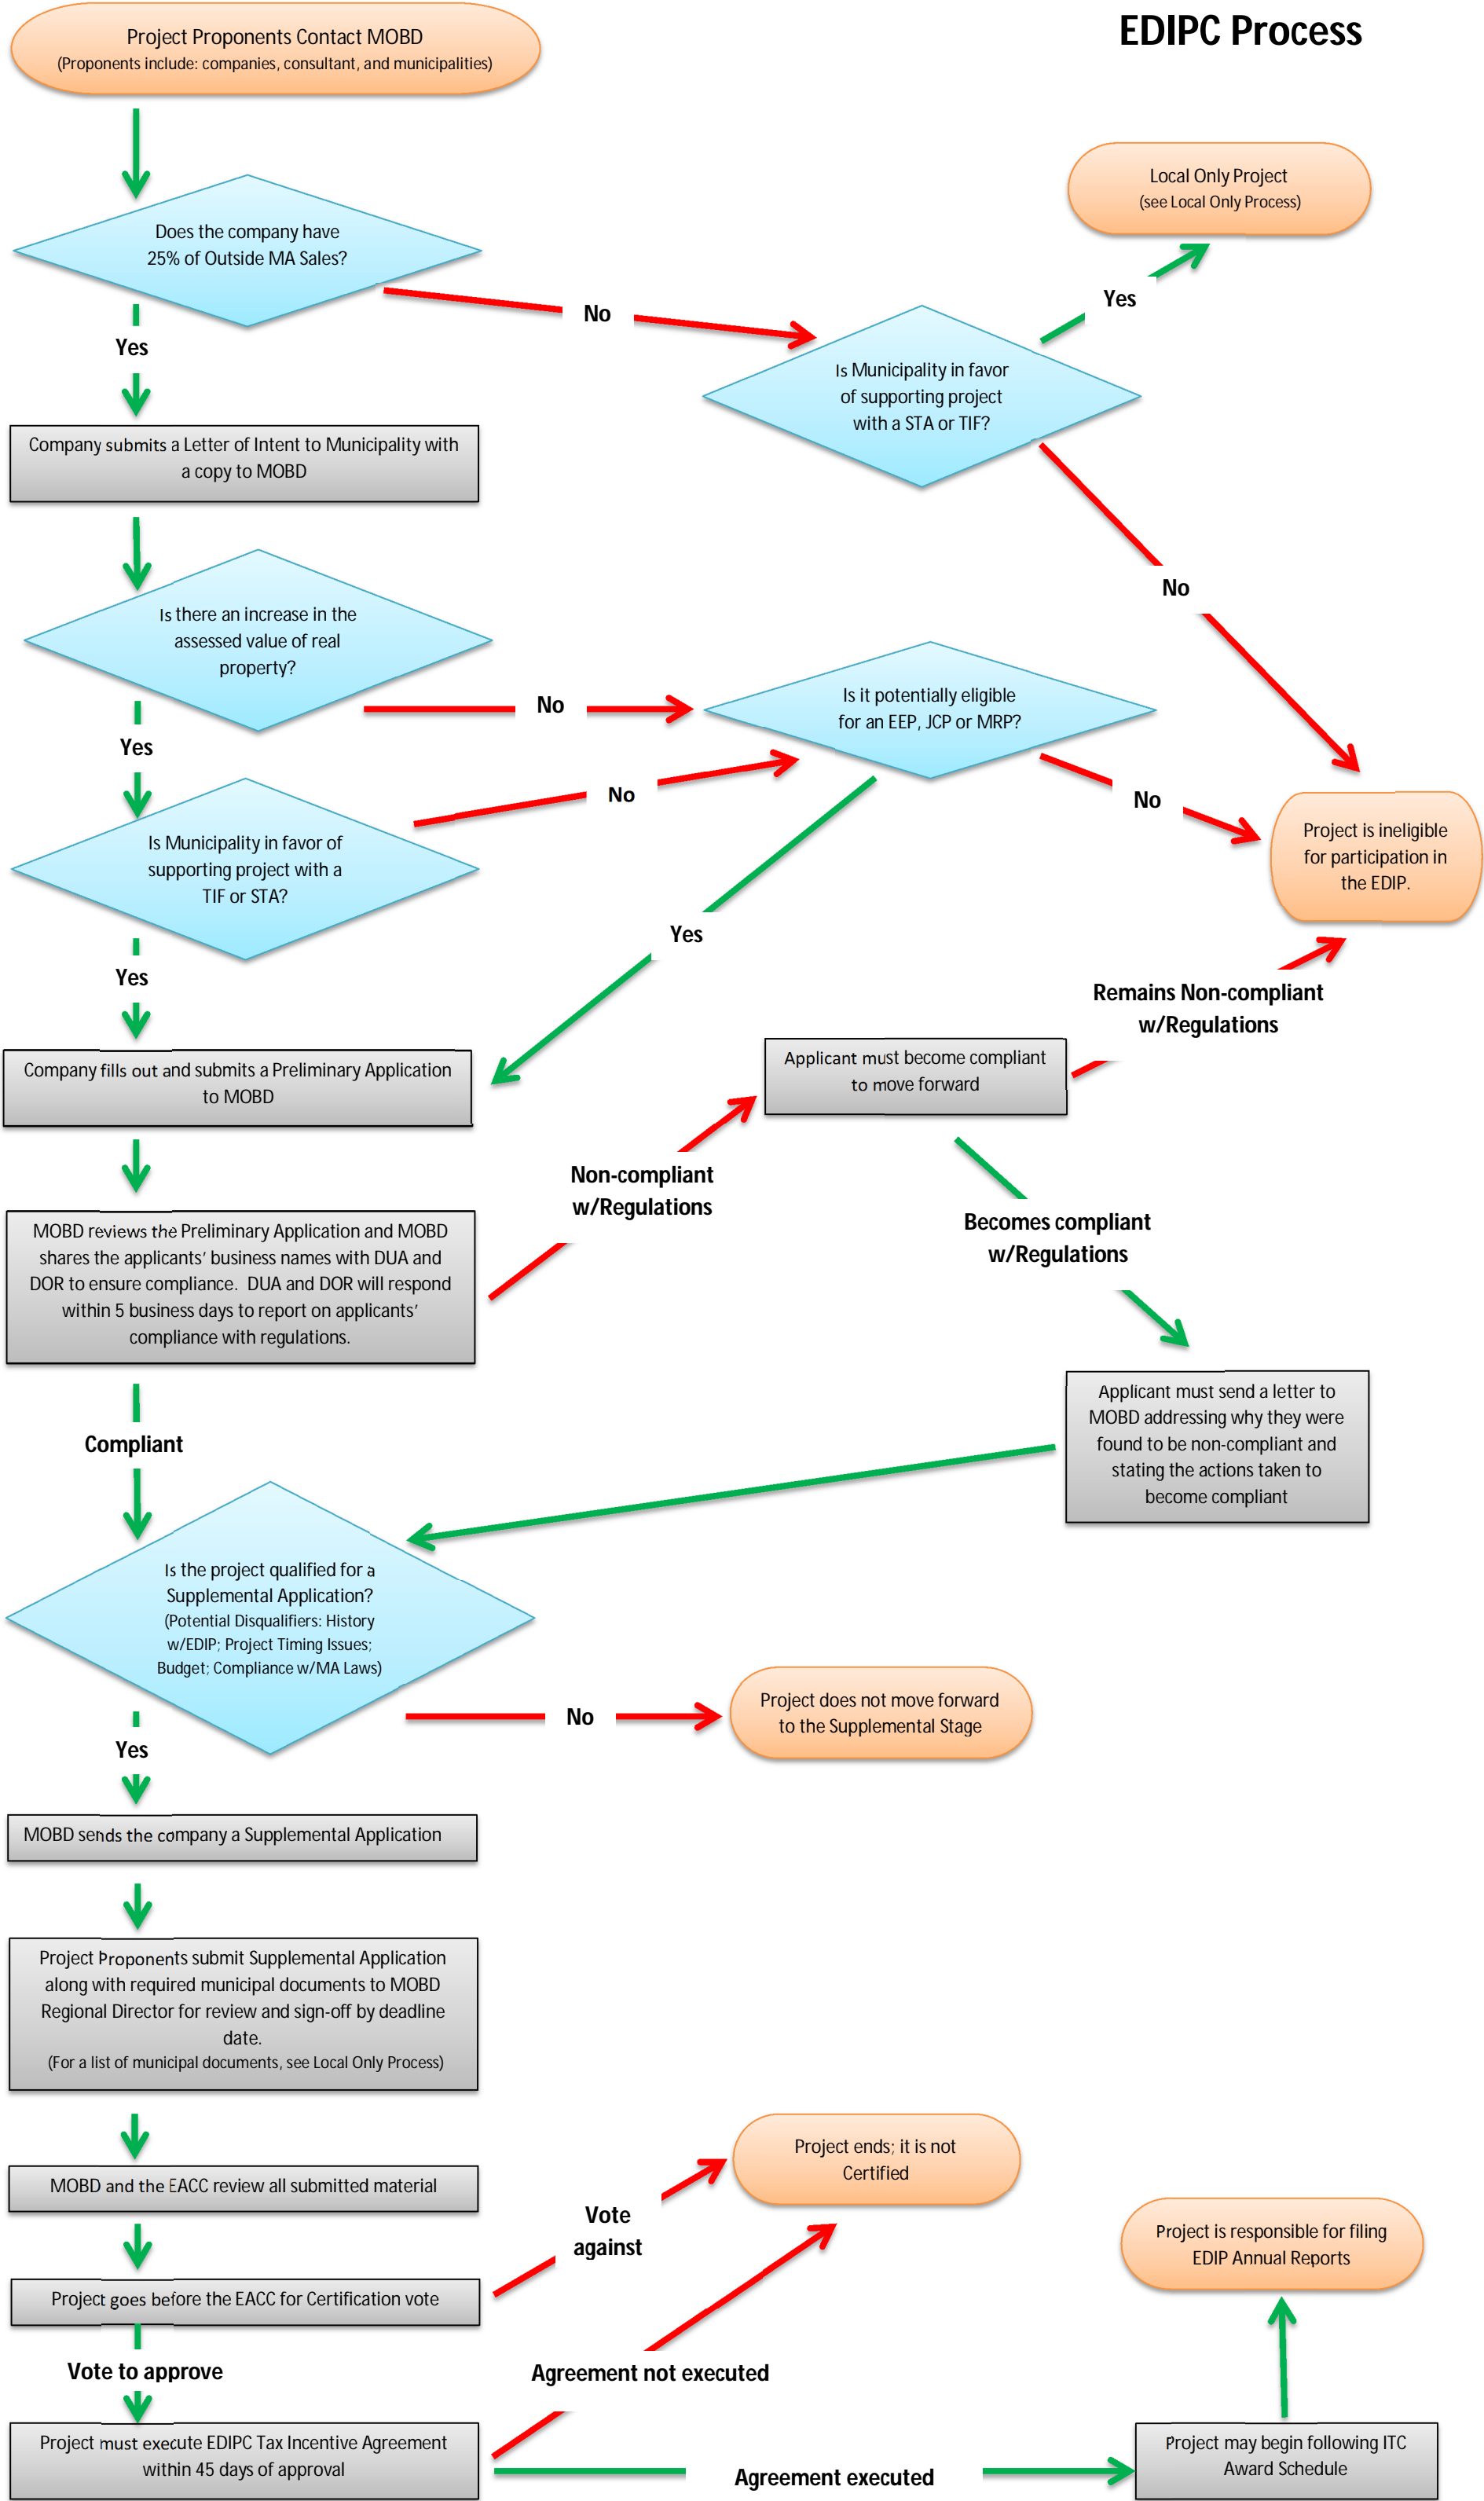 EDIPC Process
Project Proponents Contact MOBD
(Proponents include: companies, consultant, and municipalities)
Local Only Project
(see Local Only Process)
Does the company have
25% of Outside MA Sales?
No
Yes
Yes
Is Municipality in favor
of supporting project
with a STA or TIF?
Company submits a Letter of Intent to Municipality with
a copy to MOBD
No
Is there an increase in the
assessed value of real
property?
No
Is it potentially eligible
for an EEP, JCP or MRP?
Yes
No
No
Is Municipality in favor of
supporting project with a
TIF or STA?
Project is ineligible
for participation in
the EDIP.
Yes
Yes
Remains Non-compliant
w/Regulations
Company fills out and submits a Preliminary Application
to MOBD
Applicant must become compliant
to move forward
Non-compliant
w/Regulations
Becomes compliant
w/Regulations
MOBD reviews the Preliminary Application and MOBD
shares the applicants' business names with DUA and
DOR to ensure compliance.  DUA and DOR will respond
within 5 business days to report on applicants'
compliance with regulations.
Applicant must send a letter to
MOBD addressing why they were
found to be non-compliant and
stating the actions taken to
become compliant
Compliant
Is the project qualified for a
Supplemental Application?
(Potential Disqualifiers: History
w/EDIP; Project Timing Issues;
Budget; Compliance w/MA Laws)
No
Project does not move forward
to the Supplemental Stage
Yes
MOBD sends the company a Supplemental Application
Project Proponents submit Supplemental Application
along with required municipal documents to MOBD
Regional Director for review and sign-off by deadline
date.
(For a list of municipal documents, see Local Only Process)
Project ends; it is not
Certified
MOBD and the EACC review all submitted material
Vote
against
Project is responsible for filing
EDIP Annual Reports
Project goes before the EACC for Certification vote
Vote to approve
Agreement not executed
Project must execute EDIPC Tax Incentive Agreement
within 45 days of approval
Agreement executed
Project may begin following ITC
Award Schedule